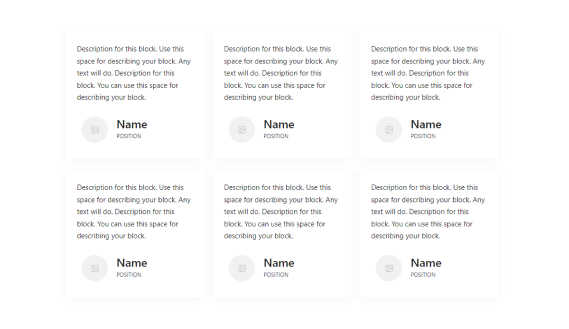 Description for this block. Use this
space for describing your block. Any
text will do. Description for this
block. You can use this space for
describing your block.
Name
POSITION
Description for this block. Use this
space for describing your block. Any
text will do. Description for this
block. You can use this space for
describing your block.
Name
POSITION
Description for this block. Use this
space for describing your block. Any
text will do. Description for this
block. You can use this space for
describing your block.
Name
POSITION
Description for this block. Use this
space for describing your block. Any
text will do. Description for this
block. You can use this space for
describing your block.
Name
POSITION
Description for this block. Use this
space for describing your block. Any
text will do. Description for this
block. You can use this space for
describing your block.
Name
POSITION
Description for this block. Use this
space for describing your block. Any
text will do. Description for this
block. You can use this space for
describing your block.
Name
POSITION